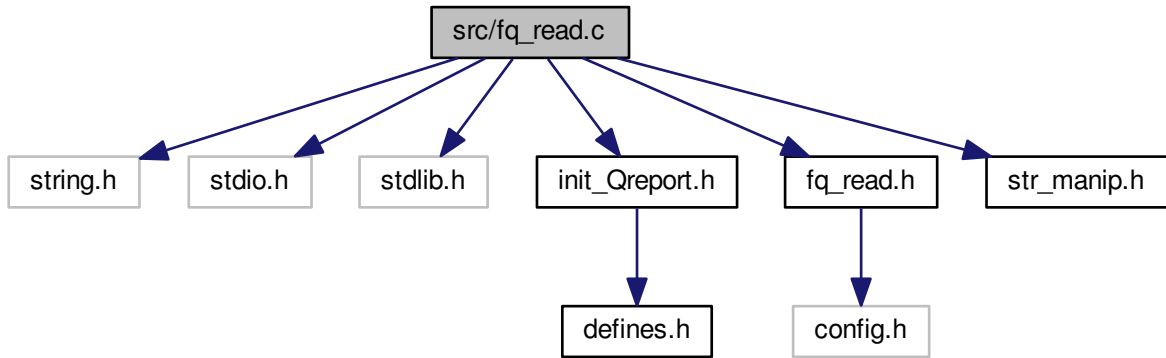 src/fq_read.c
string.h
stdio.h
stdlib.h
init_Qreport.h
fq_read.h
str_manip.h
defines.h
config.h